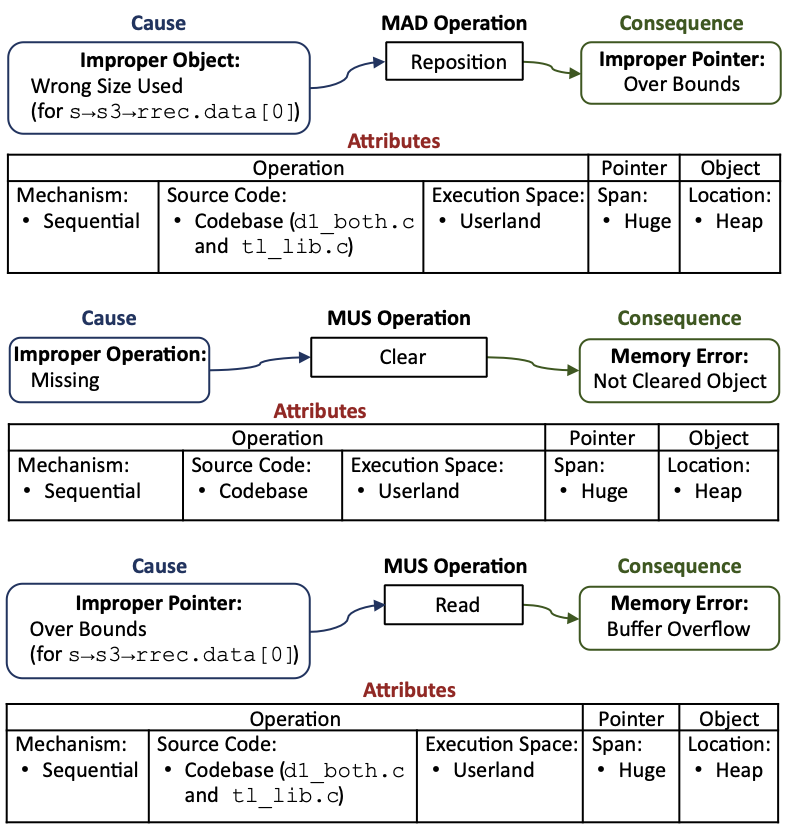 Cause MAD Operation Consequence
Improper Object:
Wrong Size Used
(for s→s3→rrec.data[0])
Reposition
Improper Pointer:
Over Bounds
Attributes
Operation Pointer Object
Mechanism: Source Code: Execution Space: Span: Location:
• Sequential • Codebase (d1_both.c • Userland • Huge • Heap
and tl_lib.c)
Cause MUS Operation Consequence
Improper Operation:
Missing
Clear
Memory Error:
Not Cleared Object
Attributes
Operation Pointer Object
Mechanism: Source Code: Execution Space: Span: Location:
• Sequential • Codebase • Userland • Huge • Heap
Cause MUS Operation Consequence
Improper Pointer:
Over Bounds
(for s→s3→rrec.data[0])
Read
Memory Error:
Buffer Overflow
Attributes
Operation Pointer Object
Mechanism: Source Code: Execution Space: Span: Location:
• Sequential • Codebase (d1_both.c • Userland • Huge • Heap
and tl_lib.c)